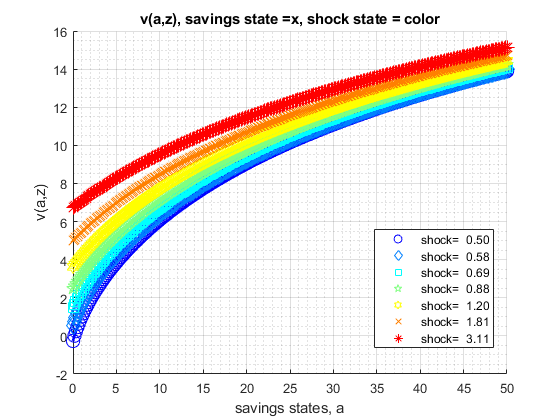 v(a,z), savings state =x, shock state = color
16
14
12
10
8
6
4
2
0
-2
v(a,z)
0 5 10 15 20 25 30 35 40 45 50
savings states, a
shock= 0.50
shock= 0.58
shock= 0.69
shock= 0.88
shock= 1.20
shock= 1.81
shock= 3.11